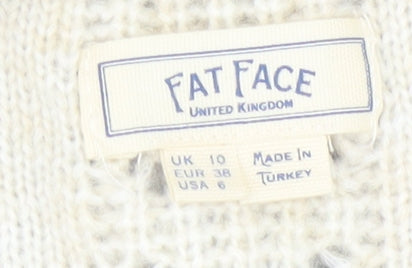 FAT FACE
UNITED KINGDOM
UK 10
EUR 38
USA 6
MADE IN
TURKEY